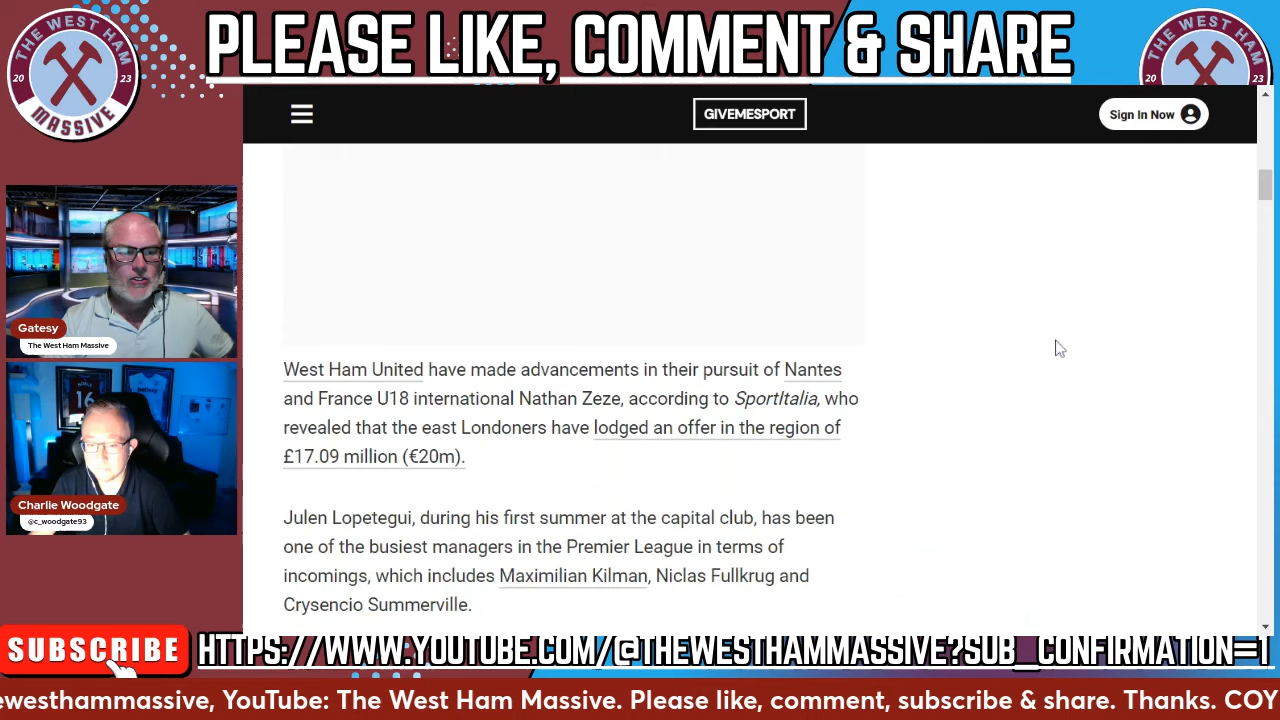 THE WEST HAM
20 23
MASSIVE
PLEASE LIKE, COMMENT & SHARE
THE WEST HAM
20 23
GIVEMESPORT
Sign In Now
Gatesy
The West Ham Massive
16
Charlie Woodgate
@c_woodgate93
West Ham United have made advancements in their pursuit of Nantes
and France U18 international Nathan Zeze, according to SportItalia, who
revealed that the east Londoners have lodged an offer in the region of
£17.09 million (€20m).
Julen Lopetegui, during his first summer at the capital club, has been
one of the busiest managers in the Premier League in terms of
incomings, which includes Maximilian Kilman, Niclas Fullkrug and
Crysencio Summerville.
SUBSCRIBE
HTTPS://WWW.YOUTUBE.COM/@THEWESTHAMMASSIVE?SUB_CONFIRMATION=1
ewesthammassive, YouTube: The West Ham Massive. Please like, comment, subscribe & share. Thanks. COY